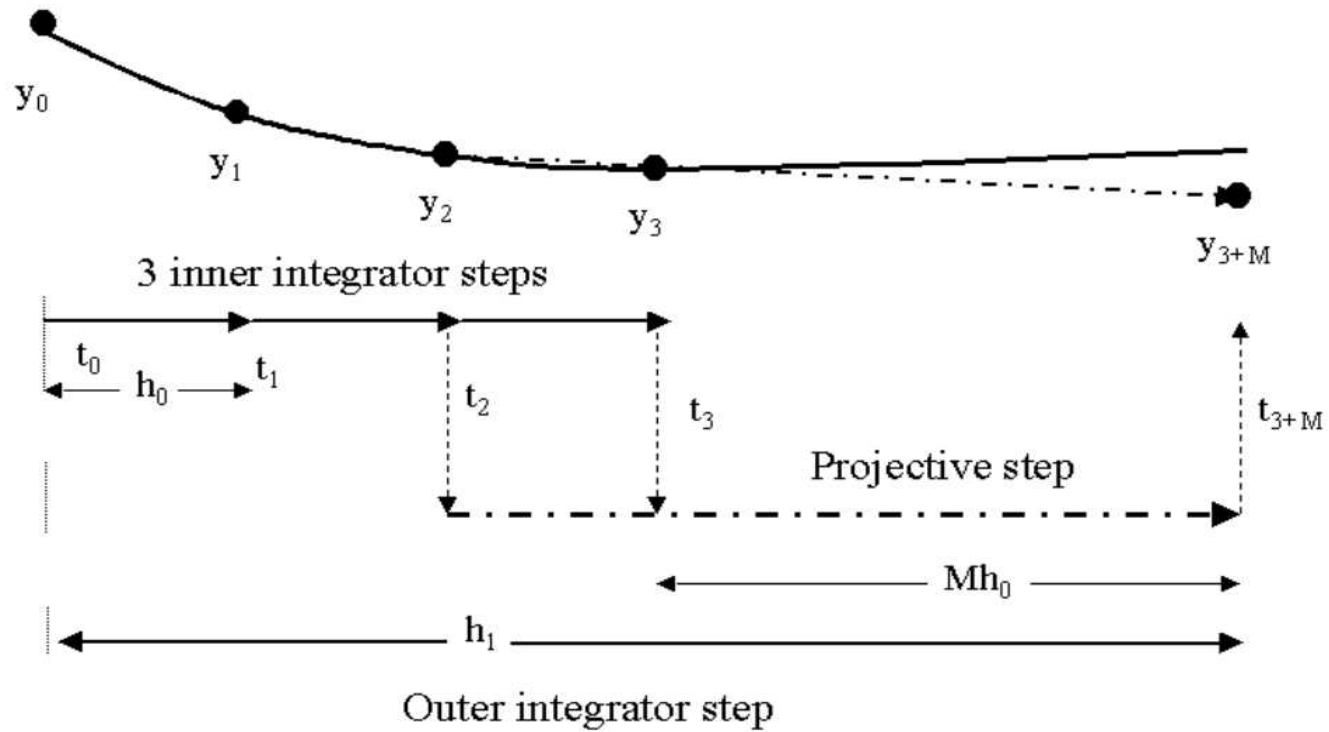 y₀
y₁
y₂
y₃
y₃₊M
3 inner integrator steps
t₀
h₀
t₁
t₂
t₃
t₃₊M
Projective step
Mh₀
h₁
Outer integrator step